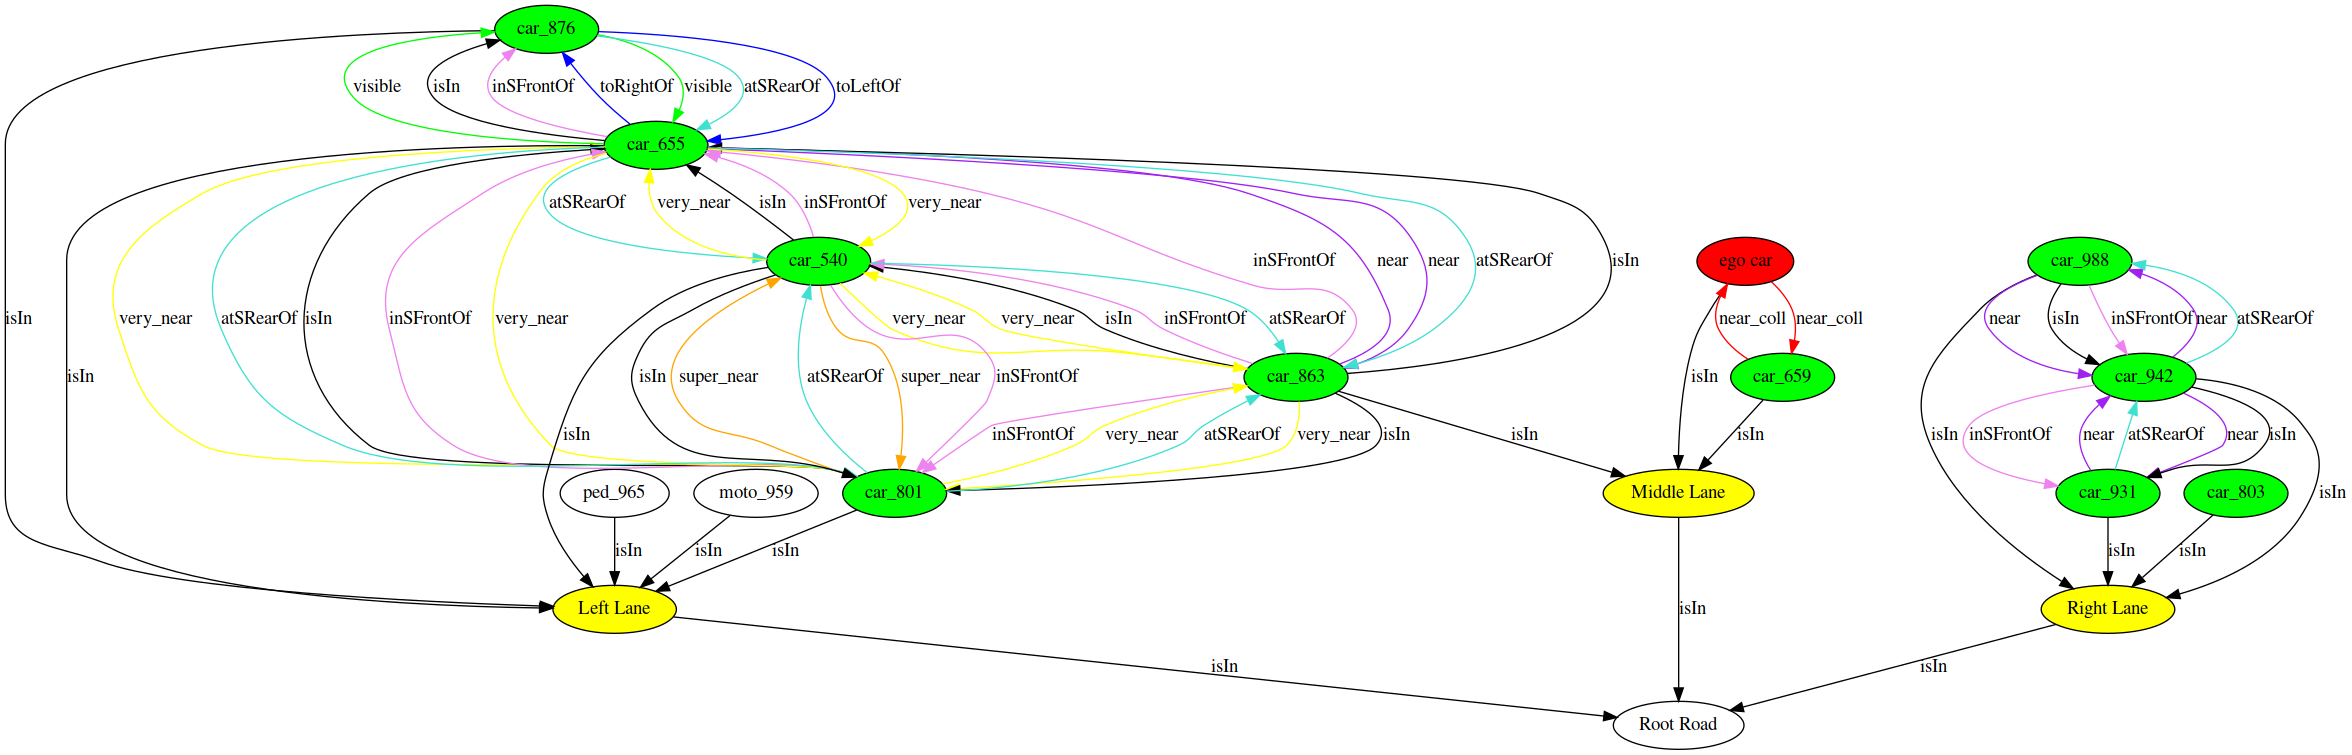 car_876
visible
isIn
inSFrontOf
toRightOf
visible
atSRearOf
toLeftOf
car_655
atSRearOf
very_near
isIn
inSFrontOf
very_near
car_540
ego car
car_988
inSFrontOf
near
near
atSRearOf
isIn
isIn
very_near
atSRearOf
isIn
inSFrontOf
very_near
very_near
very_near
isIn
inSFrontOf
atSRearOf
near_coll
near_coll
near
isIn
inSFrontOf
near
atSRearOf
isIn
isIn
super_near
atSRearOf
super_near
inSFrontOf
car_863
isIn
car_659
car_942
isIn
inSFrontOf
very_near
atSRearOf
very_near
isIn
isIn
isIn
isIn
inSFrontOf
near
atSRearOf
near
isIn
ped_965
moto_959
car_801
Middle Lane
car_931
car_803
isIn
isIn
isIn
isIn
isIn
isIn
Left Lane
isIn
Right Lane
isIn
isIn
Root Road